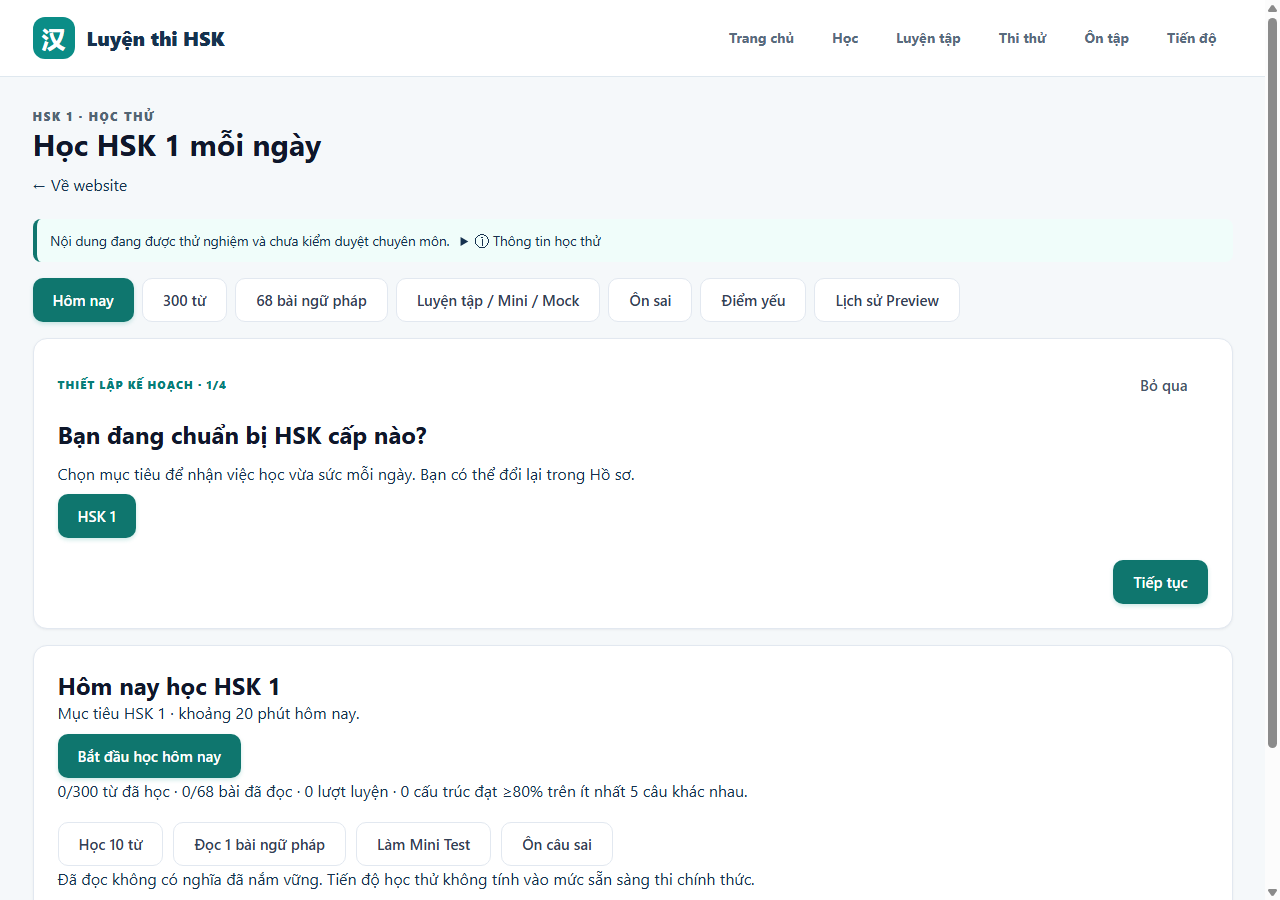 汉 Luyện thi HSK
Trang chủ Học Luyện tập Thi thử Ôn tập Tiến độ
HSK 1 · HỌC THỬ
Học HSK 1 mỗi ngày
← Về website
Nội dung đang được thử nghiệm và chưa kiểm duyệt chuyên môn. ▶ ⓘ Thông tin học thử
Hôm nay 300 từ 68 bài ngữ pháp Luyện tập / Mini / Mock Ôn sai Điểm yếu Lịch sử Preview
THIẾT LẬP KẾ HOẠCH · 1/4
Bỏ qua
Bạn đang chuẩn bị HSK cấp nào?
Chọn mục tiêu để nhận việc học vừa sức mỗi ngày. Bạn có thể đổi lại trong Hồ sơ.
HSK 1
Tiếp tục
Hôm nay học HSK 1
Mục tiêu HSK 1 · khoảng 20 phút hôm nay.
Bắt đầu học hôm nay
0/300 từ đã học · 0/68 bài đã đọc · 0 lượt luyện · 0 cấu trúc đạt ≥80% trên ít nhất 5 câu khác nhau.
Học 10 từ Đọc 1 bài ngữ pháp Làm Mini Test Ôn câu sai
Đã đọc không có nghĩa đã nắm vững. Tiến độ học thử không tính vào mức sẵn sàng thi chính thức.